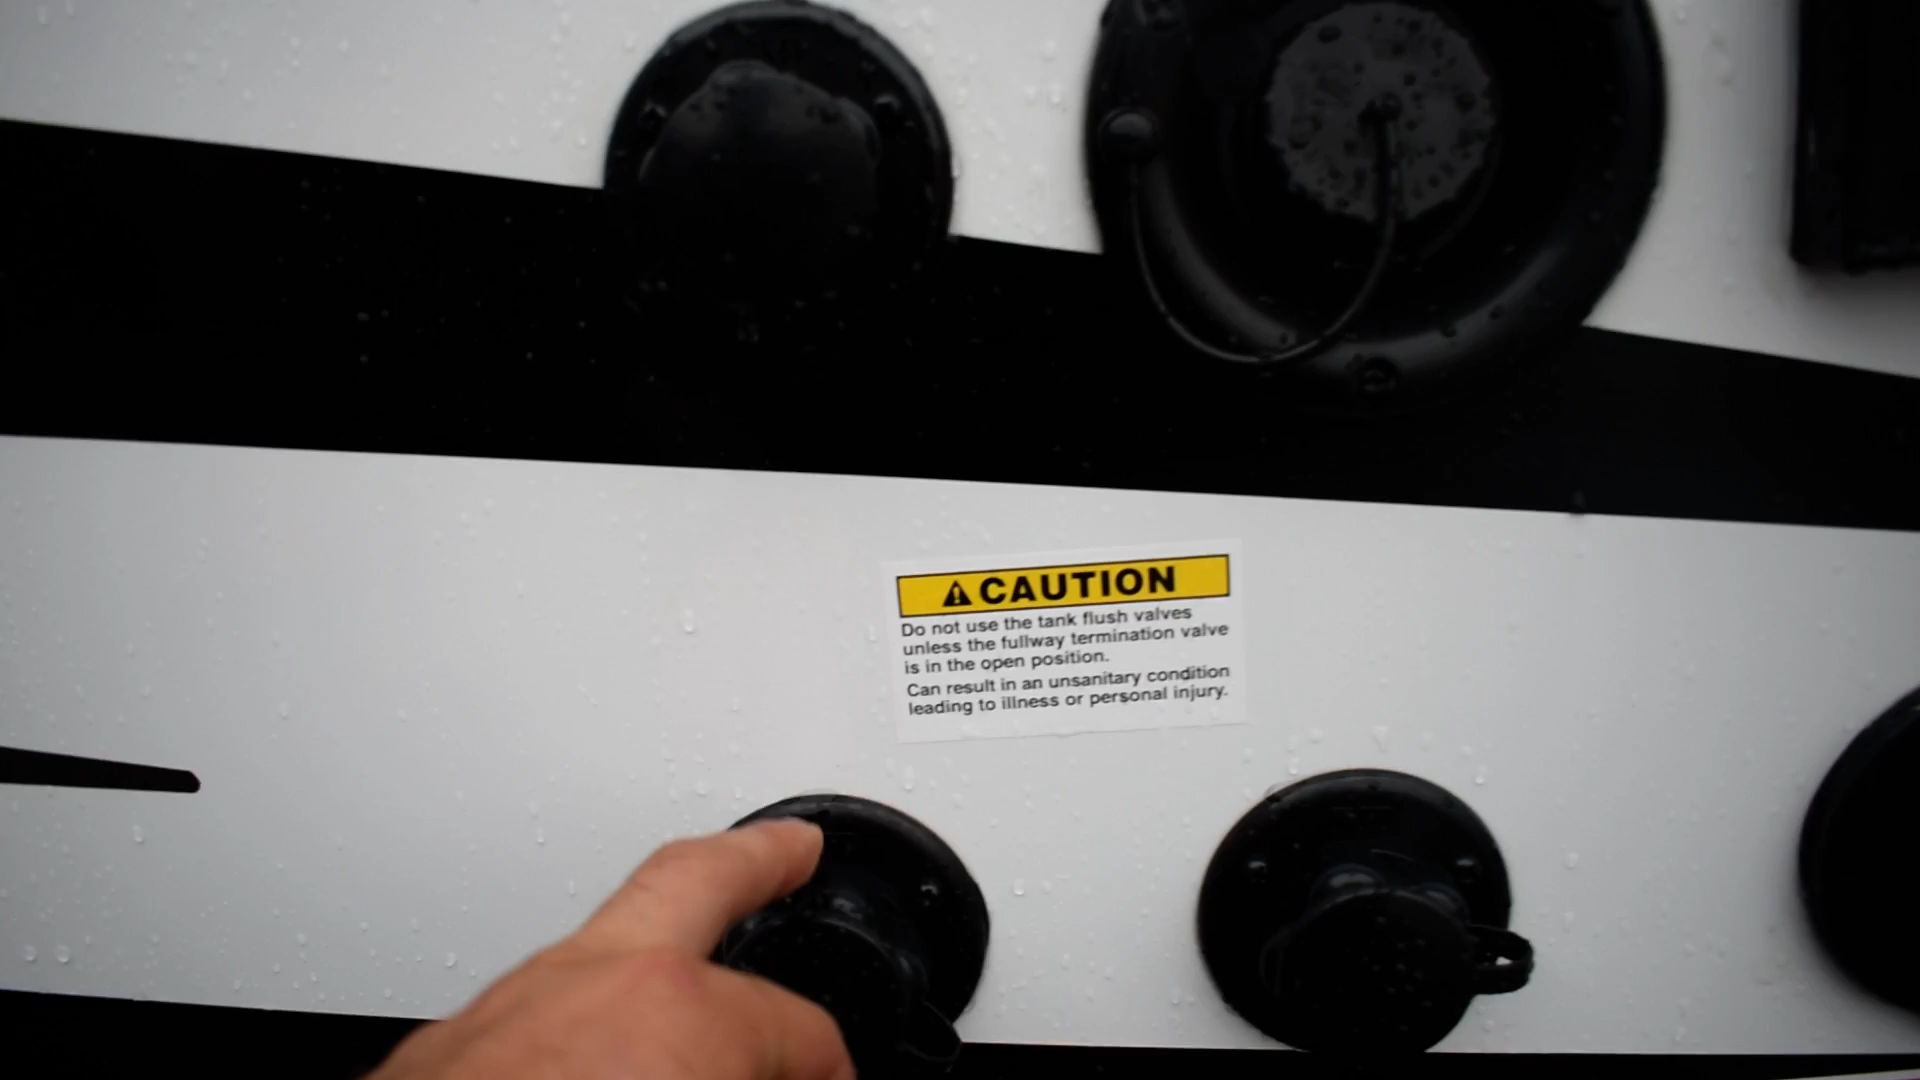 CAUTION
Do not use the tank flush valves
unless the fullway termination valve
is in the open position.
Can result in an unsanitary condition
leading to illness or personal injury.